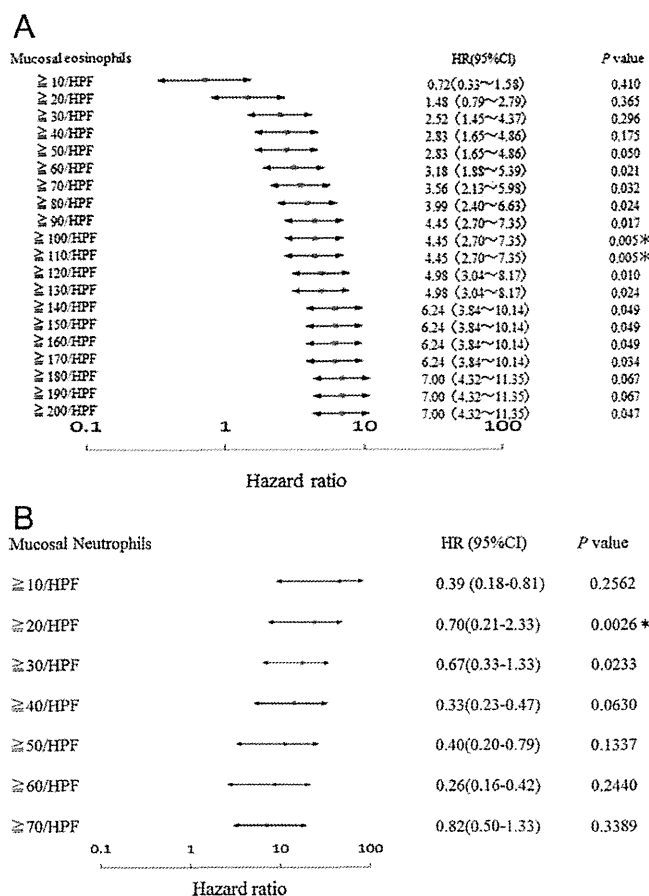 A
Mucosal eosinophils HR(95%CI) P value
≧ 10/HPF 0.72(0.33～1.58) 0.410
≧ 20/HPF 1.48 (0.79～2.79) 0.365
≧ 30/HPF 2.52 (1.45～4.37) 0.296
≧ 40/HPF 2.83 (1.65～4.86) 0.175
≧ 50/HPF 2.83 (1.65～4.86) 0.050
≧ 60/HPF 3.18 (1.88～5.39) 0.021
≧ 70/HPF 3.56 (2.13～5.98) 0.032
≧ 80/HPF 3.99 (2.40～6.63) 0.024
≧ 90/HPF 4.45 (2.70～7.35) 0.017
≧ 100/HPF 4.45 (2.70～7.35) 0.005*
≧ 110/HPF 4.45 (2.70～7.35) 0.005*
≧ 120/HPF 4.98 (3.04～8.17) 0.010
≧ 130/HPF 4.98 (3.04～8.17) 0.024
≧ 140/HPF 6.24 (3.84～10.14) 0.049
≧ 150/HPF 6.24 (3.84～10.14) 0.049
≧ 160/HPF 6.24 (3.84～10.14) 0.049
≧ 170/HPF 6.24 (3.84～10.14) 0.034
≧ 180/HPF 7.00 (4.32～11.35) 0.067
≧ 190/HPF 7.00 (4.32～11.35) 0.067
≧ 200/HPF 7.00 (4.32～11.35) 0.047
0.1 1 10 100
Hazard ratio
B
Mucosal Neutrophils HR (95%CI) P value
≧10/HPF 0.39 (0.18-0.81) 0.2562
≧20/HPF 0.70(0.21-2.33) 0.0026 *
≧30/HPF 0.67(0.33-1.33) 0.0233
≧40/HPF 0.33(0.23-0.47) 0.0630
≧50/HPF 0.40(0.20-0.79) 0.1337
≧60/HPF 0.26(0.16-0.42) 0.2440
≧70/HPF 0.82(0.50-1.33) 0.3389
0.1 1 10 100
Hazard ratio